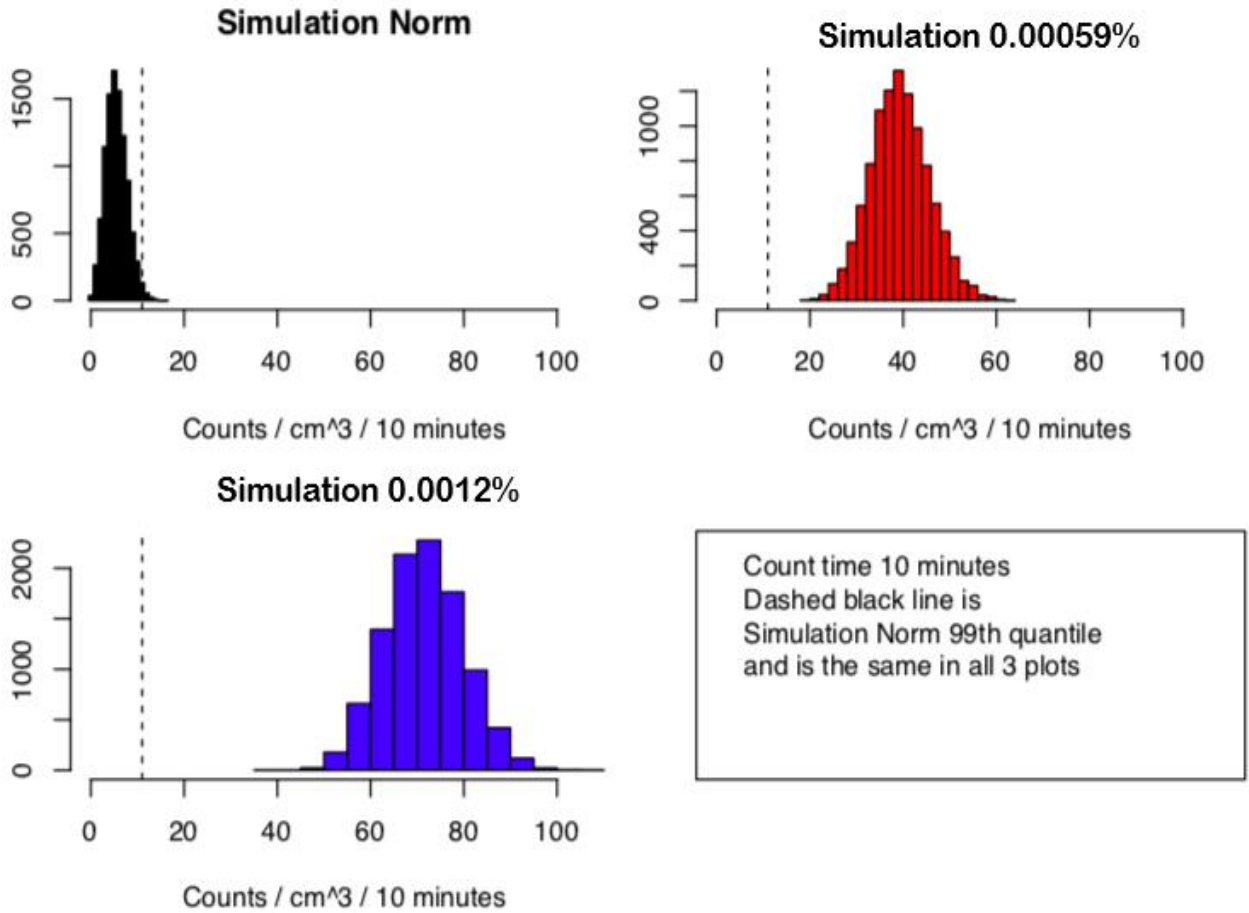 Simulation Norm
1500
500
0
0 20 40 60 80 100
Counts / cm^3 / 10 minutes
Simulation 0.00059%
1000
400
0
0 20 40 60 80 100
Counts / cm^3 / 10 minutes
Simulation 0.0012%
2000
1000
0
0 20 40 60 80 100
Counts / cm^3 / 10 minutes
Count time 10 minutes
Dashed black line is
Simulation Norm 99th quantile
and is the same in all 3 plots